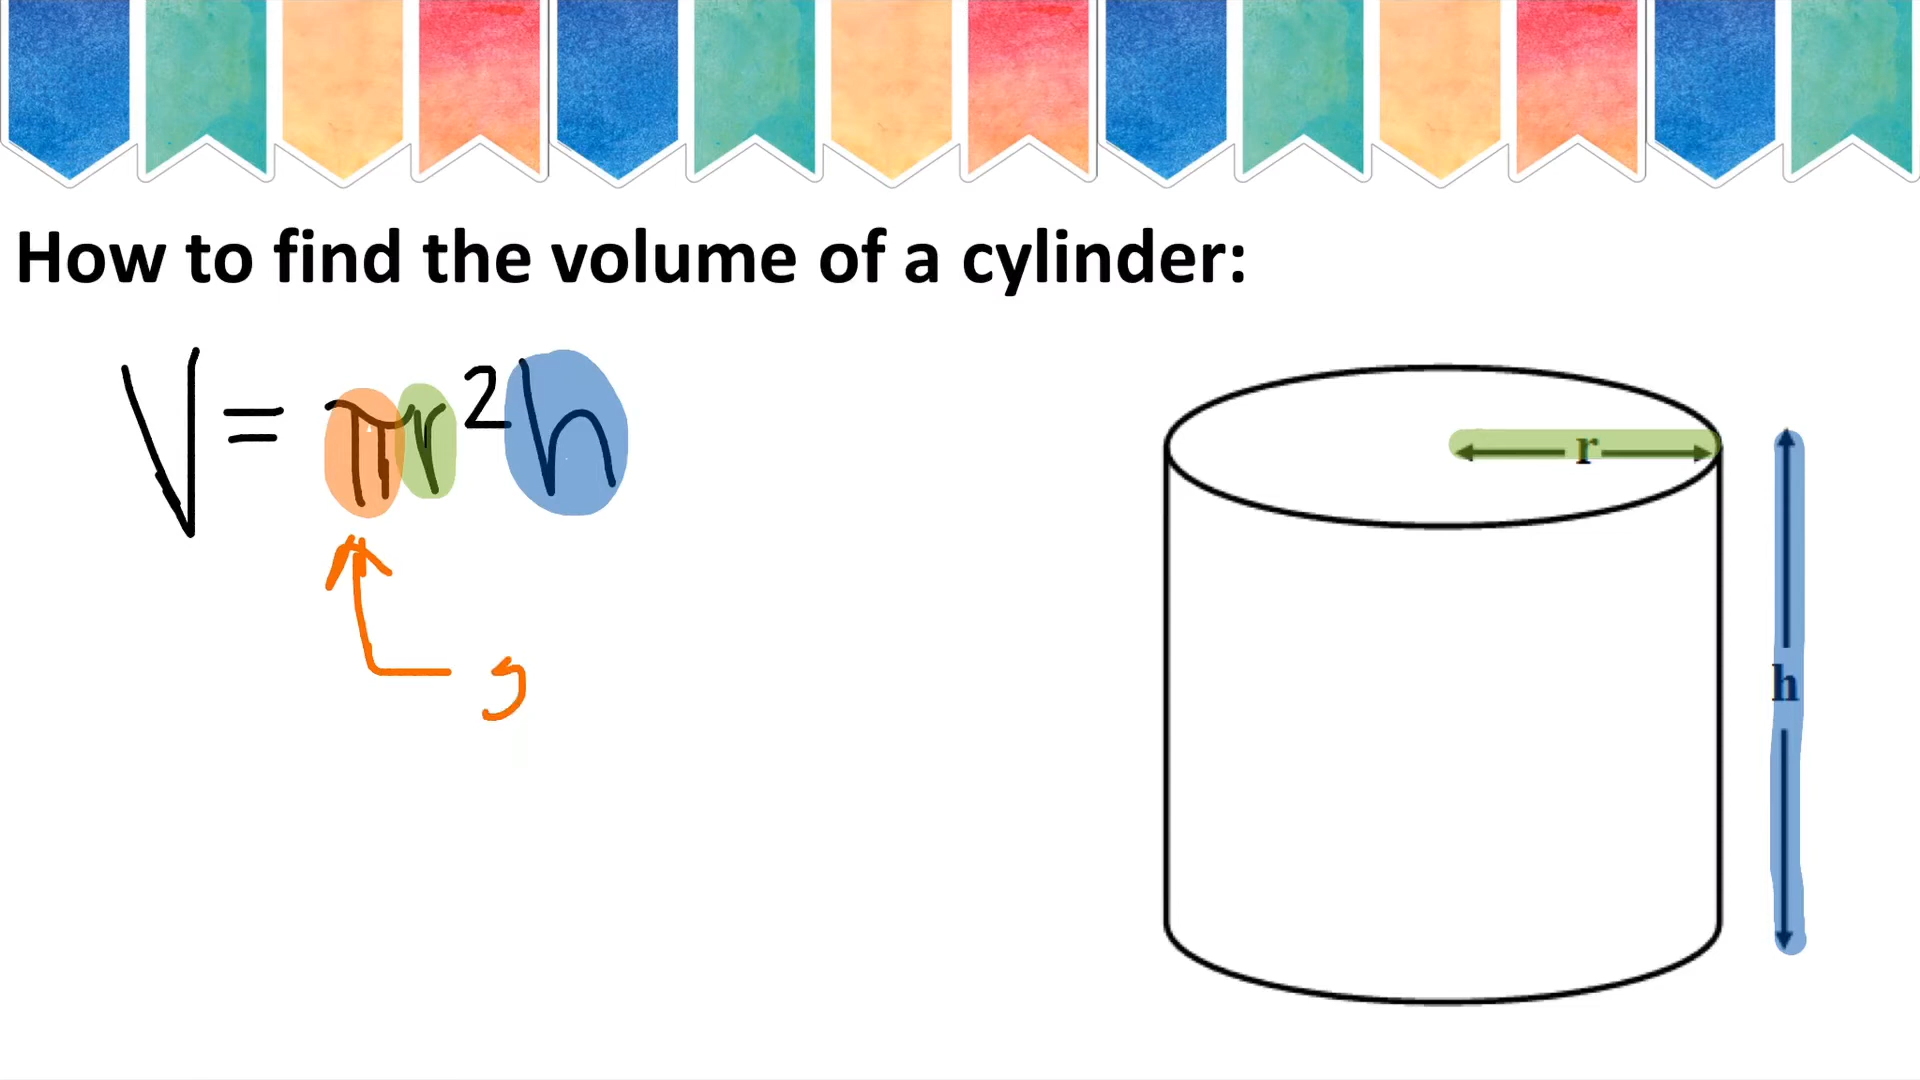 How to find the volume of a cylinder:
V = πr²h
r
h